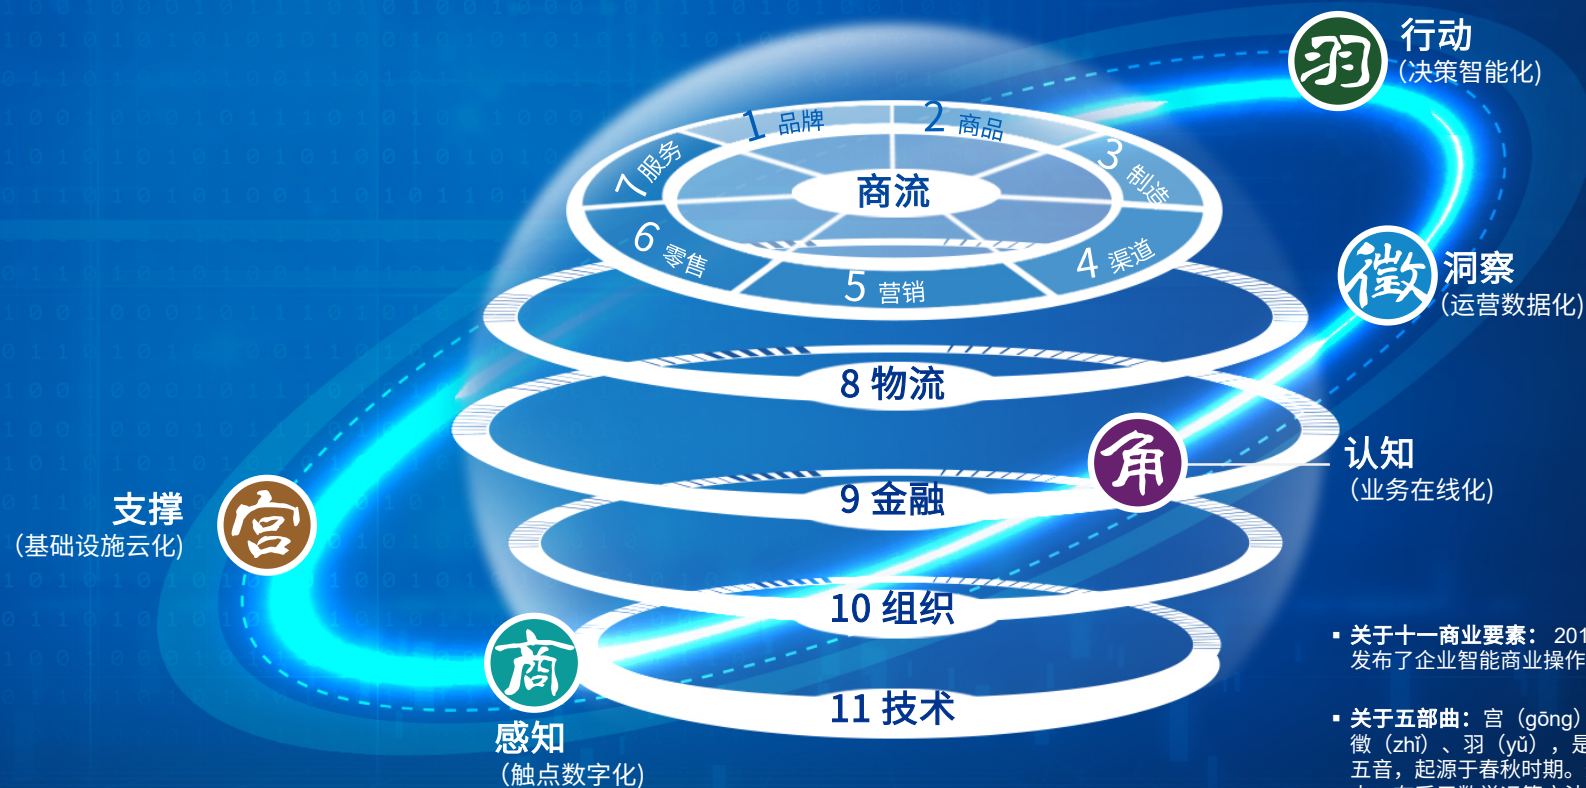 羽
行动
（决策智能化）
1 品牌
2 商品
3 制造
4 渠道
5 营销
6 零售
7 服务
商流
徵
洞察
（运营数据化）
8 物流
角
认知
（业务在线化）
9 金融
宫
支撑
（基础设施云化）
10 组织
商
感知
（触点数字化）
11 技术
▪ 关于十一商业要素： 201
发布了企业智能商业操作
▪ 关于五部曲：宫（gōng）
徵（zhǐ）、羽（yǔ），是
五音，起源于春秋时期。